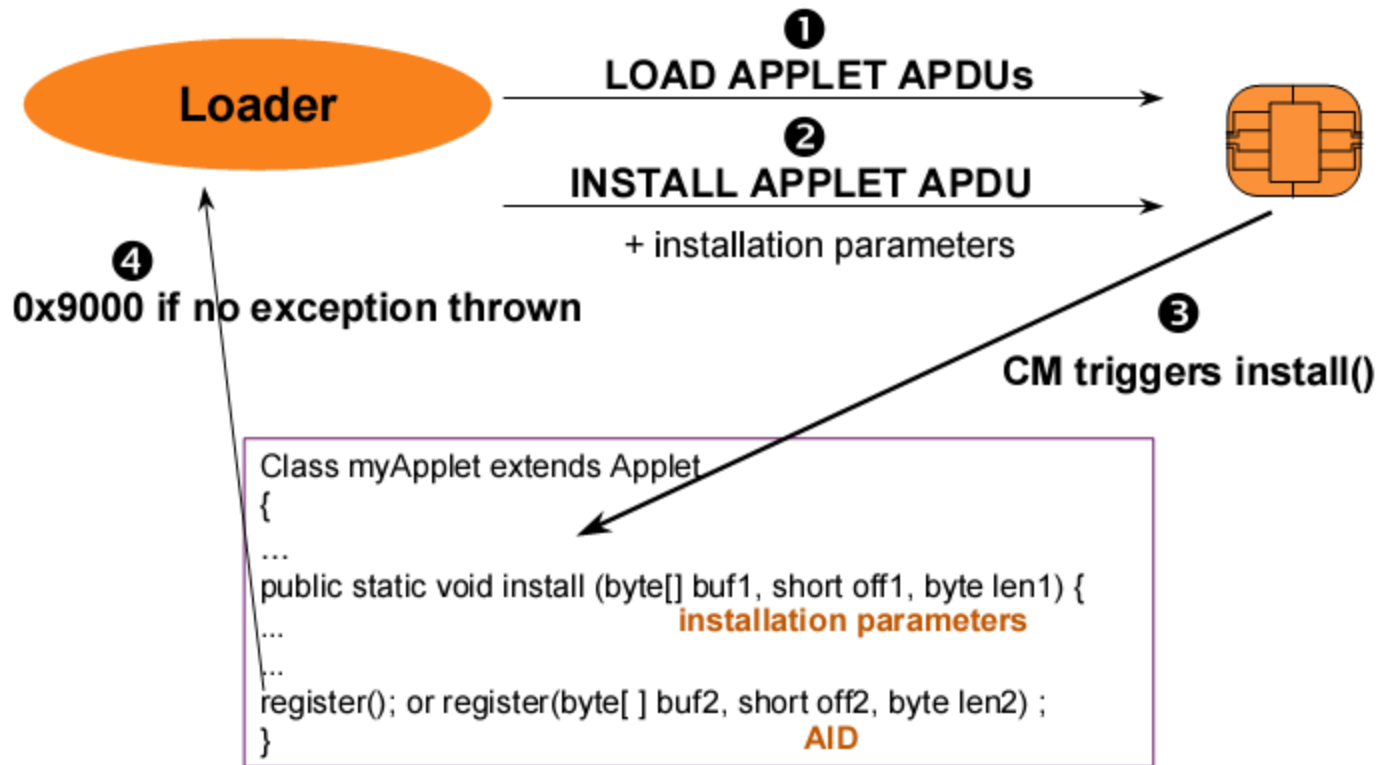 ❶
LOAD APPLET APDUs
Loader
❷
INSTALL APPLET APDU
+ installation parameters
❹
0x9000 if no exception thrown
❸
CM triggers install()
Class myApplet extends Applet
{
...
public static void install (byte[] buf1, short off1, byte len1) {
installation parameters
...
...
register(); or register(byte[ ] buf2, short off2, byte len2) ;
}
AID